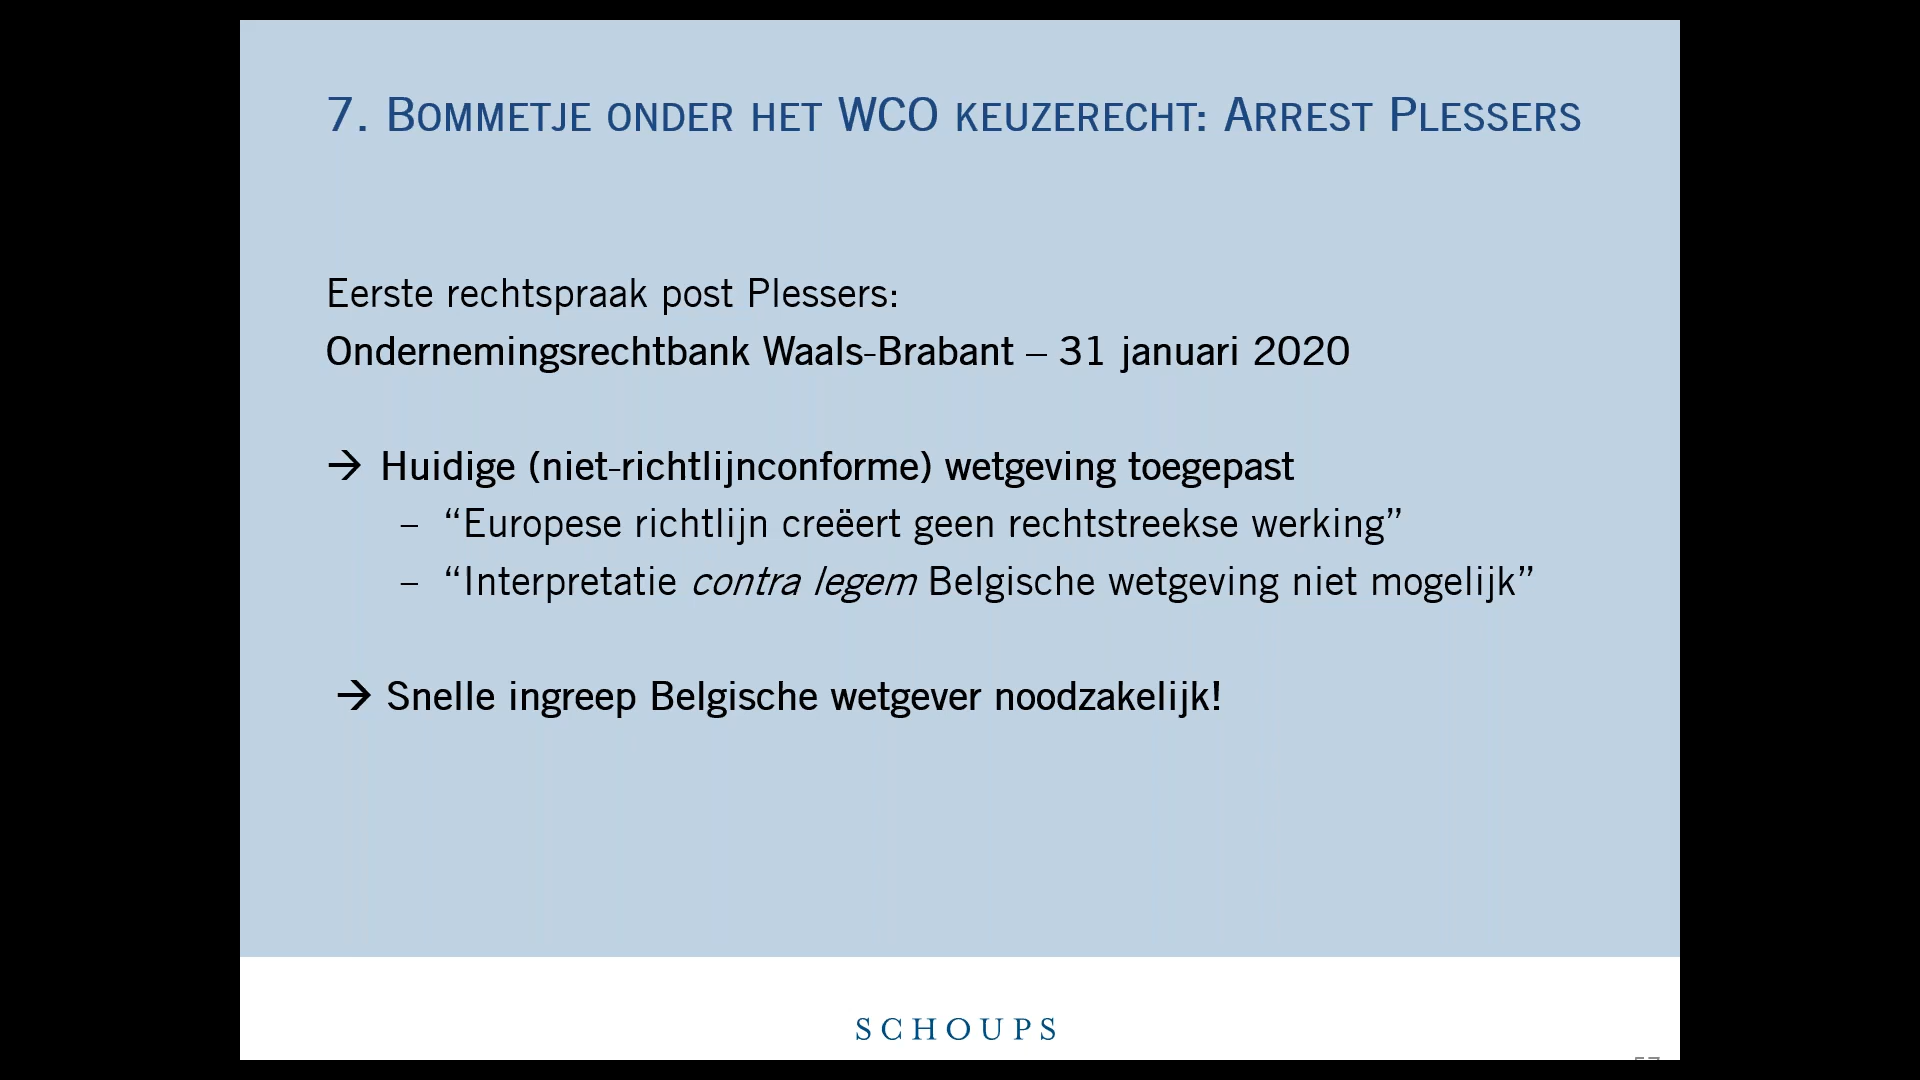 7. BOMMETJE ONDER HET WCO KEUZERECHT: ARREST PLESSERS
Eerste rechtspraak post Plessers:
Ondernemingsrechtbank Waals-Brabant – 31 januari 2020
→ Huidige (niet-richtlijnconforme) wetgeving toegepast
– “Europese richtlijn creëert geen rechtstreekse werking”
– “Interpretatie contra legem Belgische wetgeving niet mogelijk”
→ Snelle ingreep Belgische wetgever noodzakelijk!
SCHOUPS